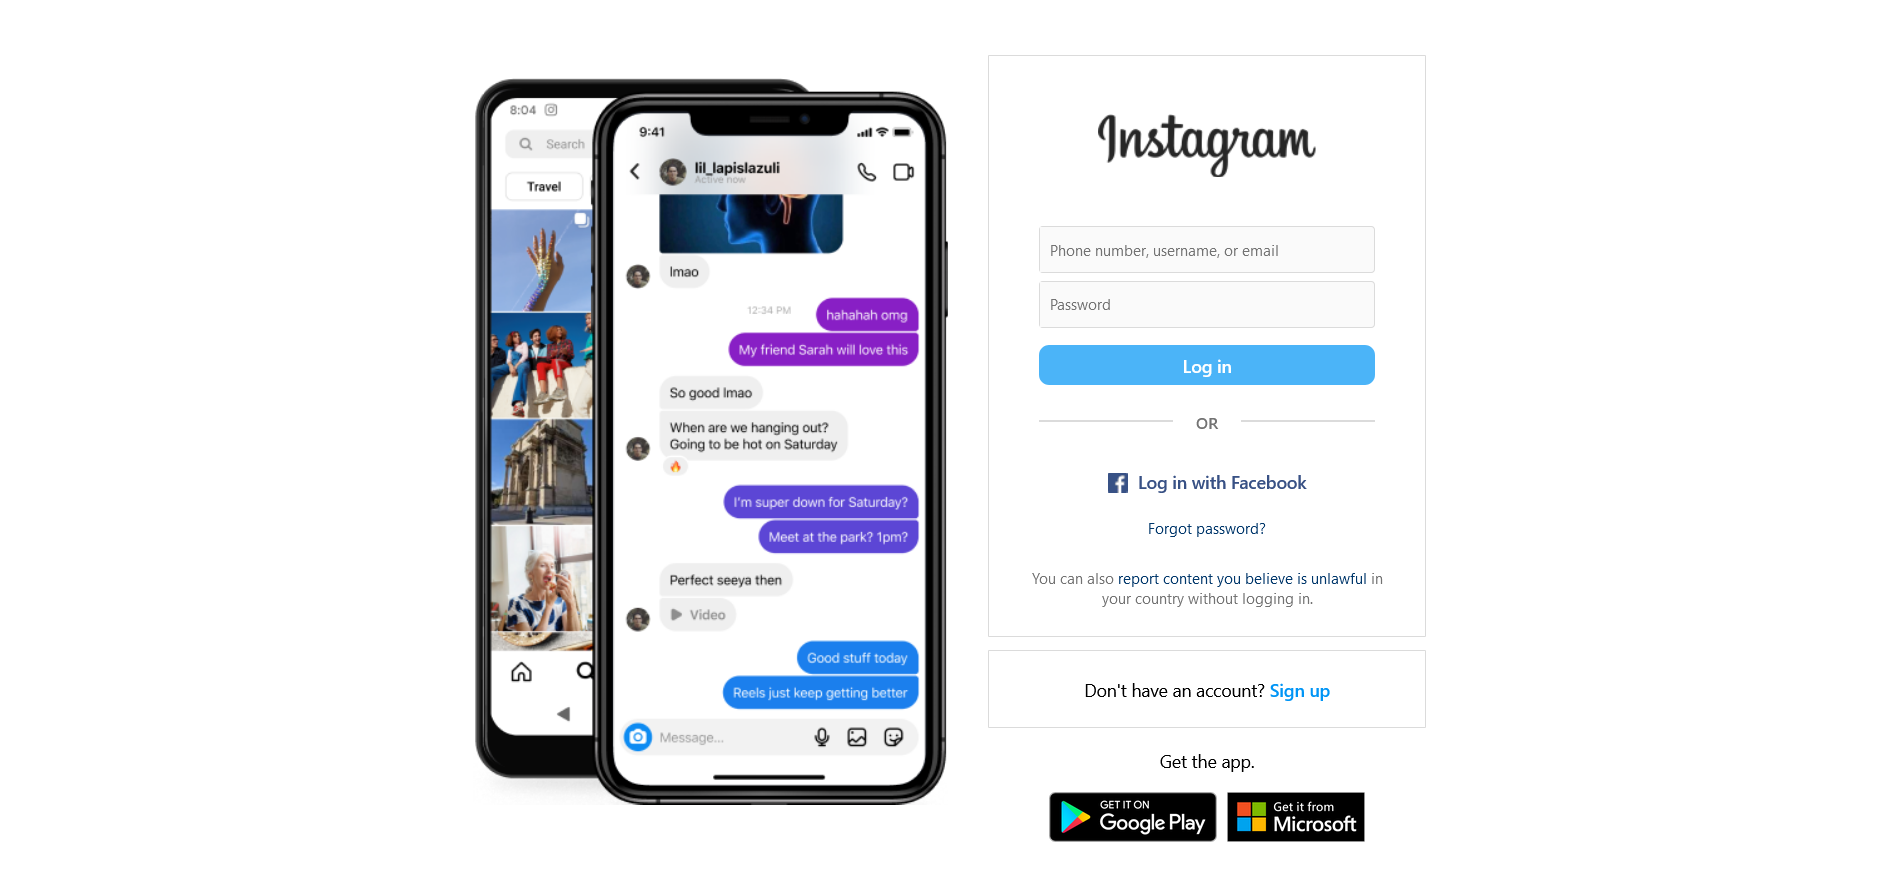 8:04
Search
Travel
9:41
lil_lapislazuli
Active now
lmao
12:34 PM
hahahah omg
My friend Sarah will love this
So good lmao
When are we hanging out?
Going to be hot on Saturday
I'm super down for Saturday?
Meet at the park? 1pm?
Perfect seeya then
Video
Good stuff today
Reels just keep getting better
Message...
Instagram
Phone number, username, or email
Password
Log in
OR
Log in with Facebook
Forgot password?
You can also report content you believe is unlawful in
your country without logging in.
Don't have an account? Sign up
Get the app.
GET IT ON
Google Play
Get it from
Microsoft